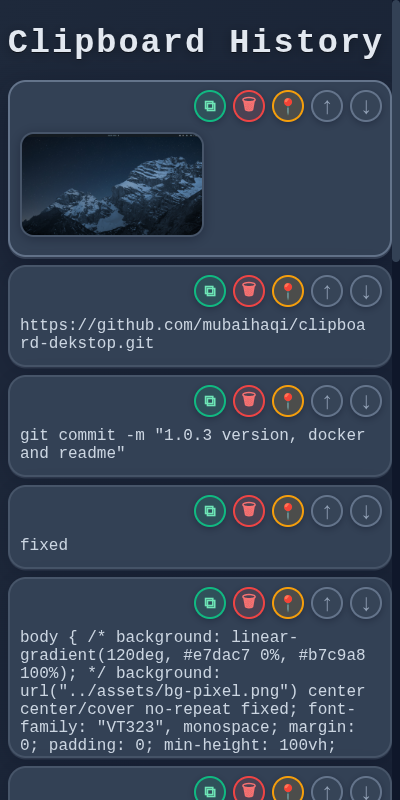 Clipboard History
https://github.com/mubaihaqi/clipboa
rd-dekstop.git
git commit -m "1.0.3 version, docker
and readme"
fixed
body { /* background: linear-
gradient(120deg, #e7dac7 0%, #b7c9a8
100%); */ background:
url("../assets/bg-pixel.png") center
center/cover no-repeat fixed; font-
family: "VT323", monospace; margin:
0; padding: 0; min-height: 100vh;